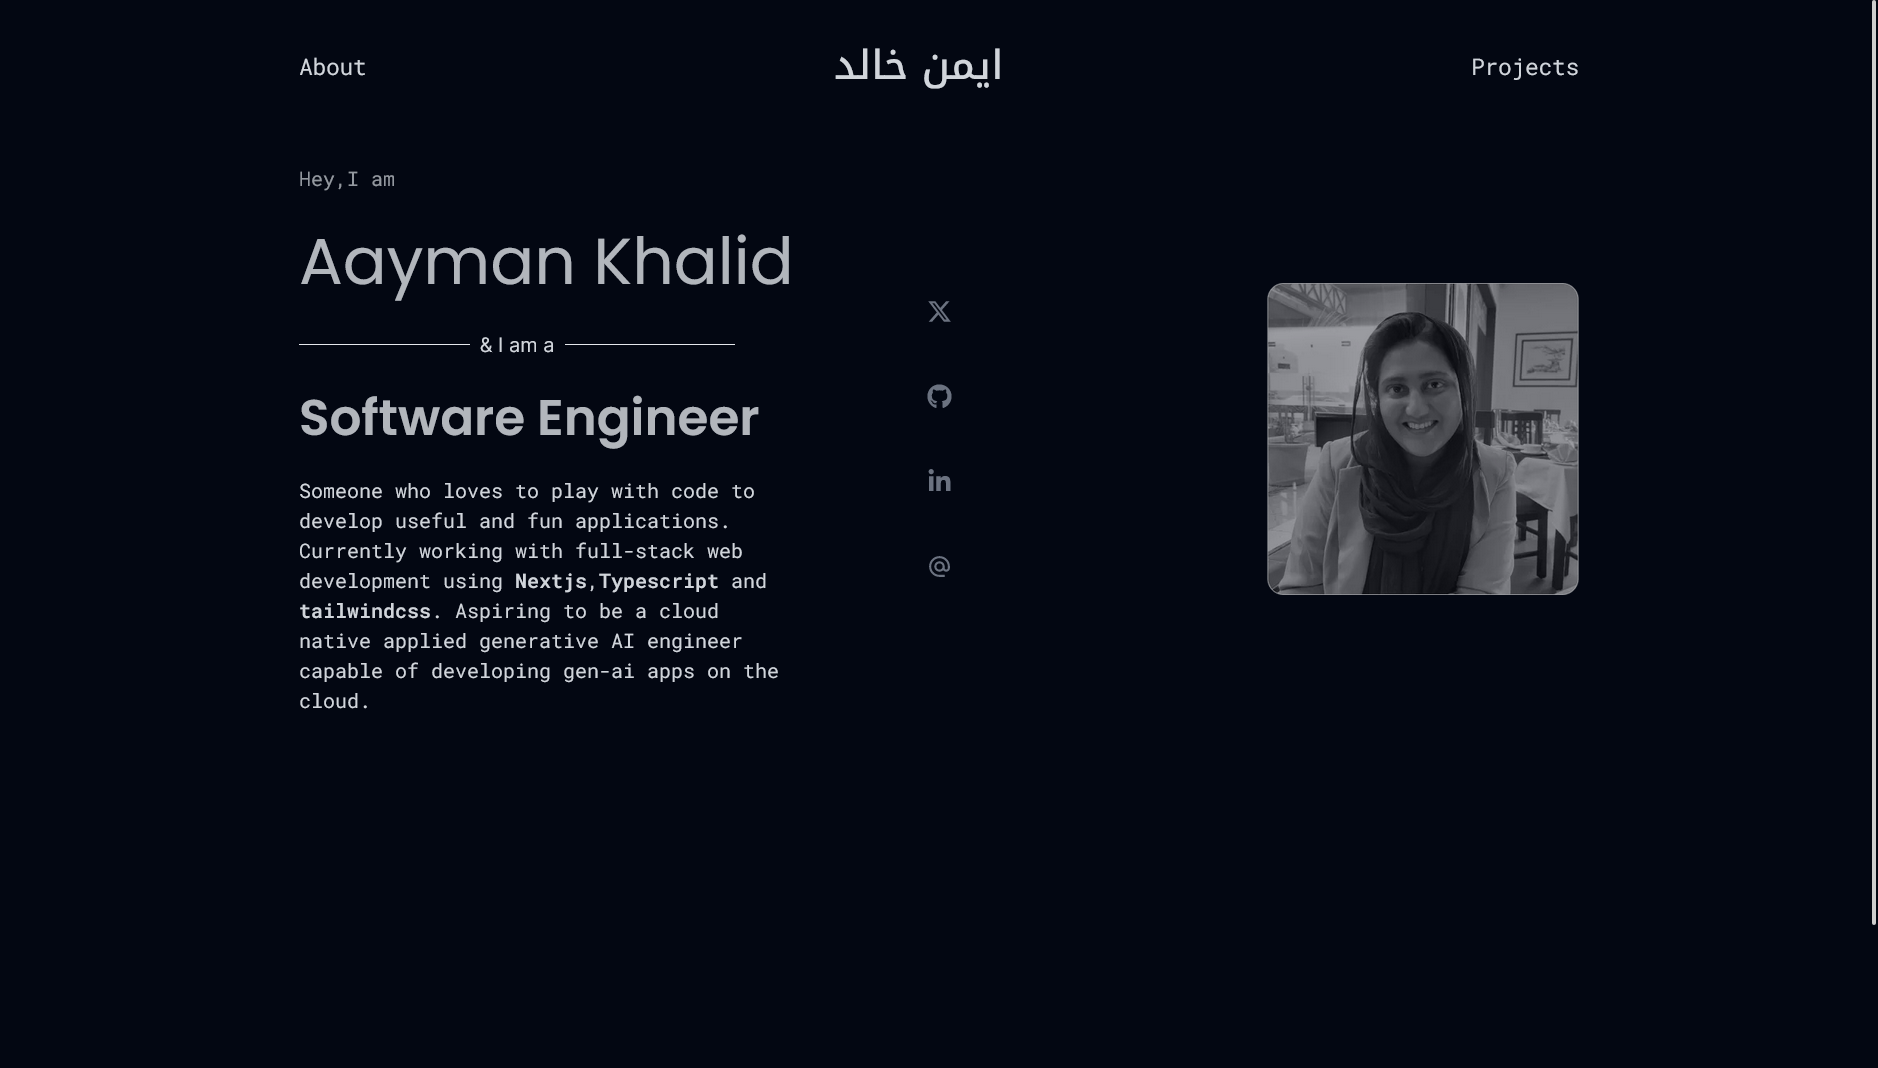 About
ايمن خالد
Projects
Hey,I am
Aayman Khalid
& I am a
Software Engineer
Someone who loves to play with code to
develop useful and fun applications.
Currently working with full-stack web
development using Nextjs,Typescript and
tailwindcss. Aspiring to be a cloud
native applied generative AI engineer
capable of developing gen-ai apps on the
cloud.